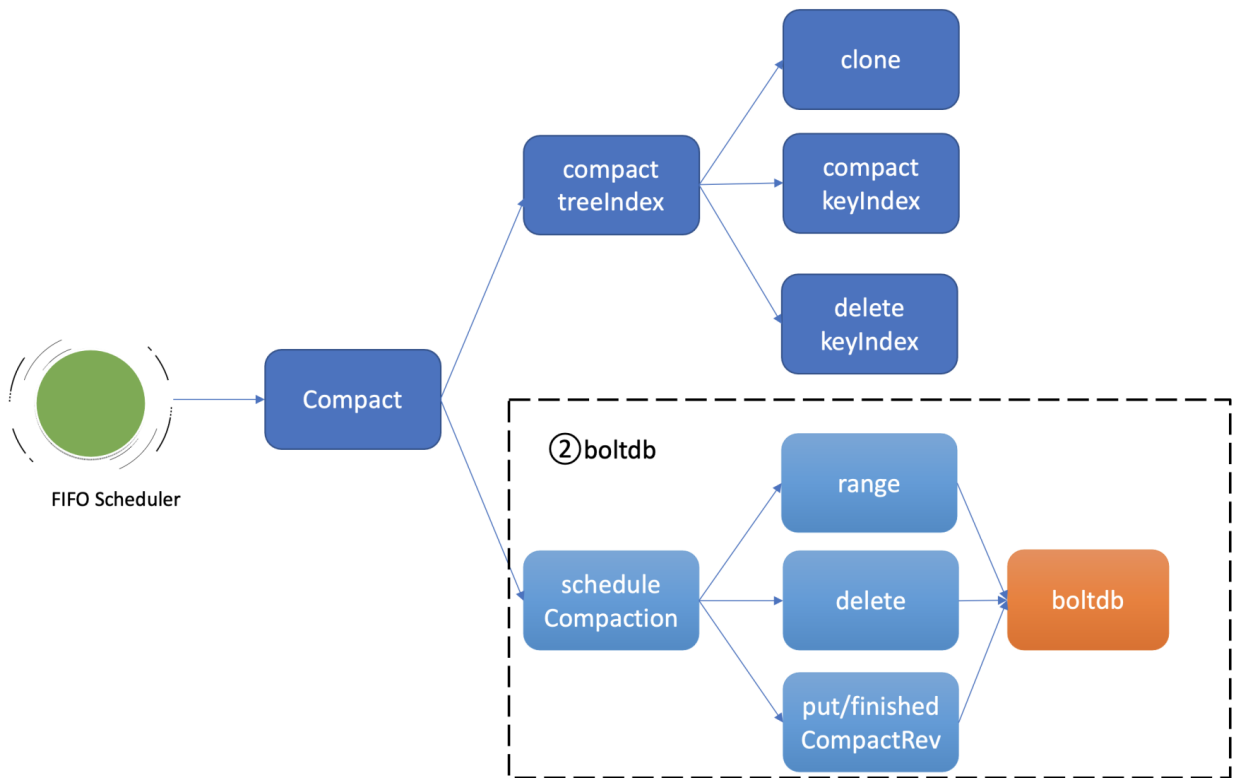 clone
compact
treeIndex
compact
keyIndex
delete
keyIndex
Compact
FIFO Scheduler
②boltdb
range
schedule
Compaction
delete
boltdb
put/finished
CompactRev